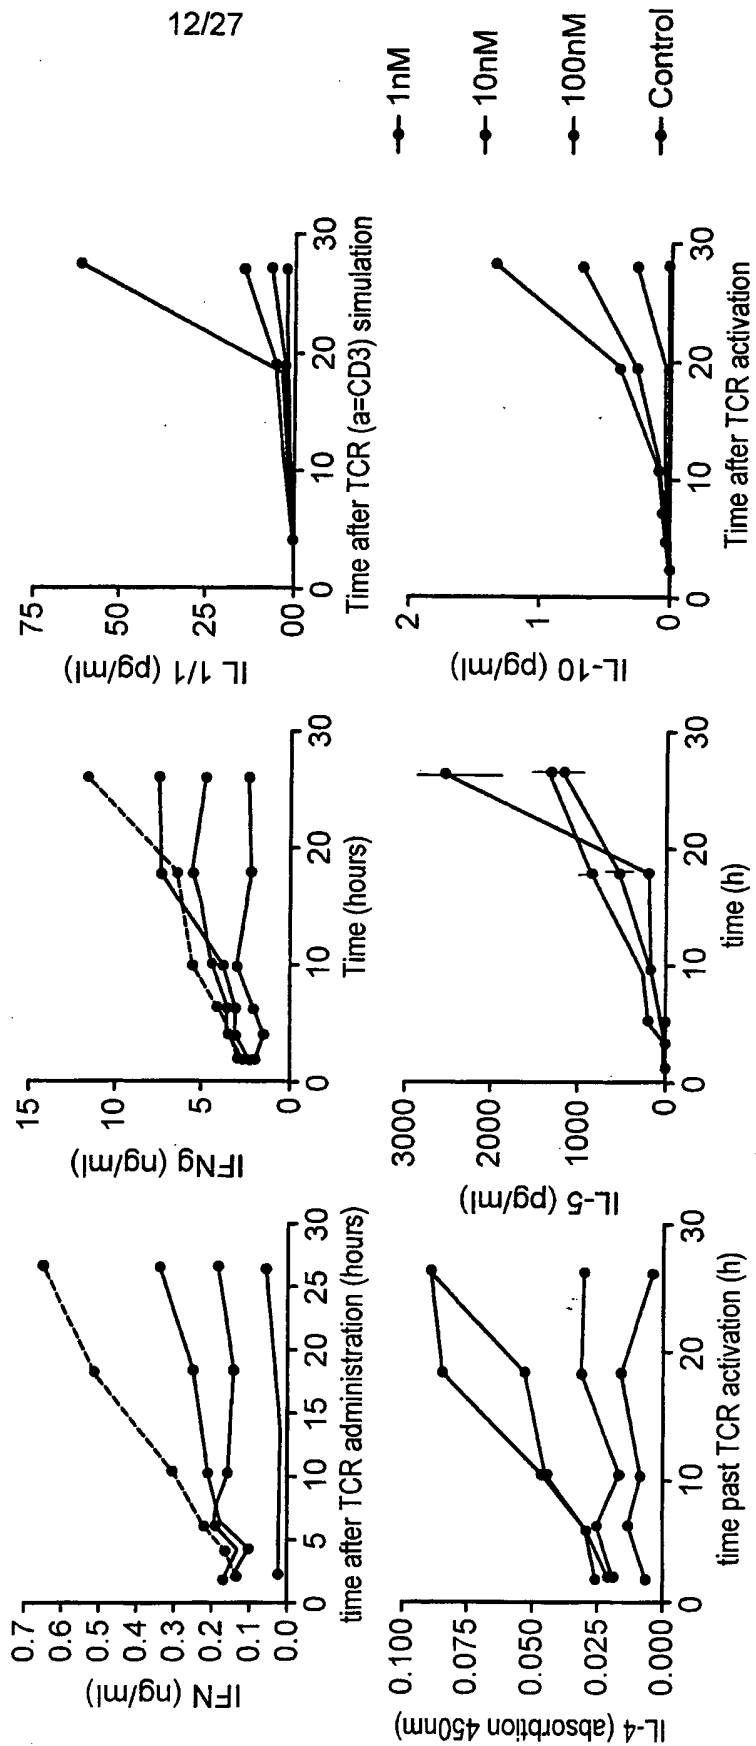 12/27
IFN (ng/ml)
0.7
0.6
0.5
0.4
0.3
0.2
0.1
0.0
0 5 10 15 20 25 30
time after TCR administration (hours)
IFNg (ng/ml)
15
10
5
0
0 10 20 30
Time (hours)
IL 1/1 (pg/ml)
75
50
25
00
0 10 20 30
Time after TCR (a=CD3) simulation
IL-4 (absorbtion 450nm)
0.100
0.075
0.050
0.025
0.000
0 10 20 30
time past TCR activation (h)
IL-5 (pg/ml)
3000
2000
1000
0
0 10 20 30
time (h)
IL-10 (pg/ml)
2
1
0
0 10 20 30
Time after TCR activation
1nM
10nM
100nM
Control